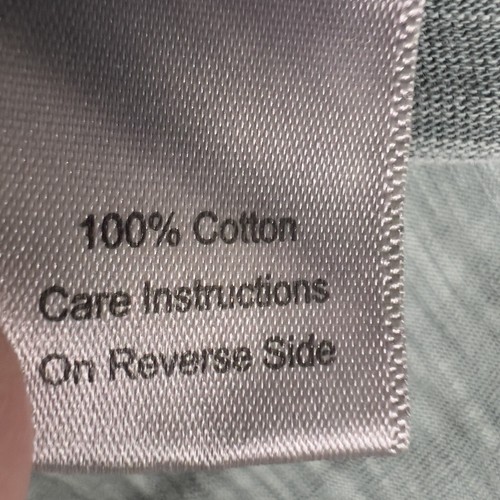 100% Cotton
Care Instructions
On Reverse Side